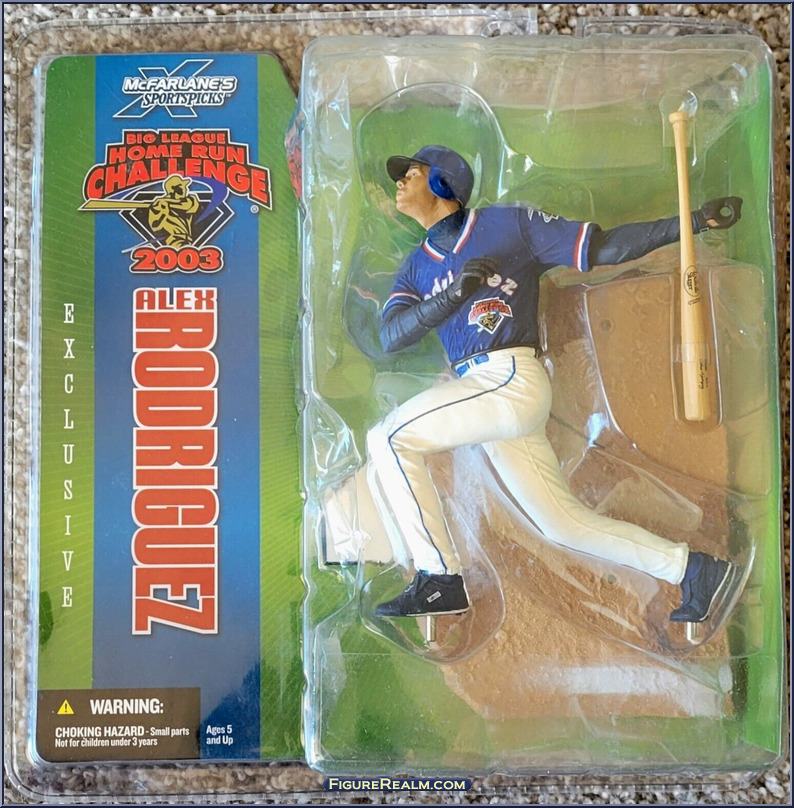 McFARLANE'S
SPORTSPICKS™
BIG LEAGUE
HOME RUN
CHALLENGE®
2003
ALEX
RODRIGUEZ
EXCLUSIVE
WARNING:
CHOKING HAZARD - Small parts
Not for children under 3 years
Ages 5
and Up
FIGUREREALM.COM